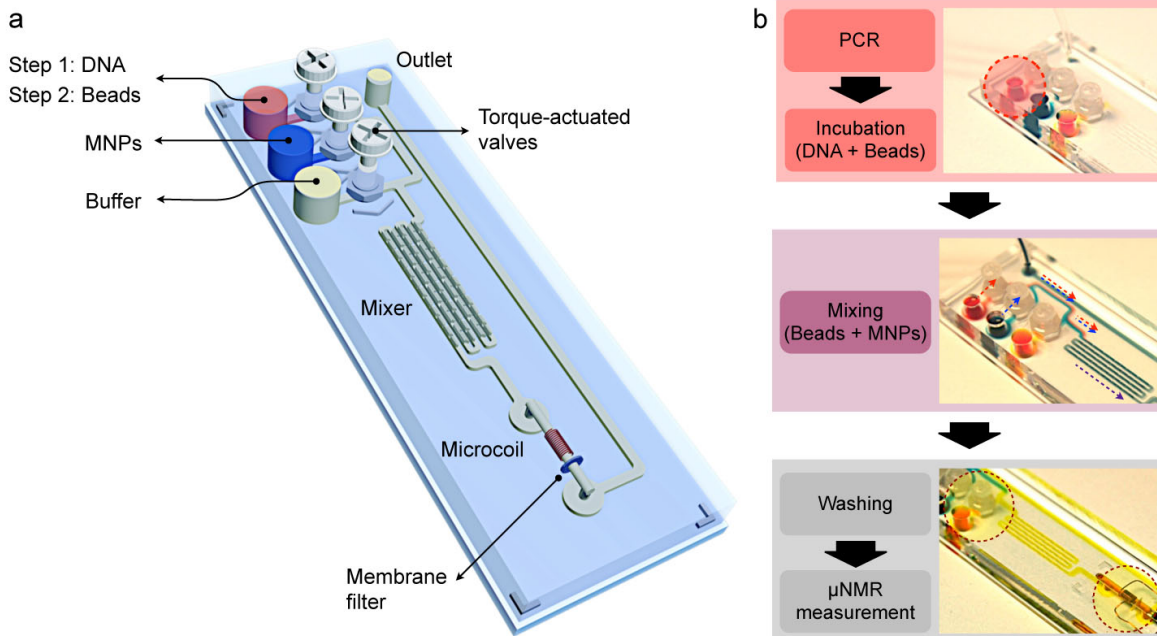 a
Step 1: DNA
Step 2: Beads
MNPs
Buffer
Outlet
Torque-actuated
valves
Mixer
Microcoil
Membrane
filter
b
PCR
Incubation
(DNA + Beads)
Mixing
(Beads + MNPs)
Washing
µNMR
measurement